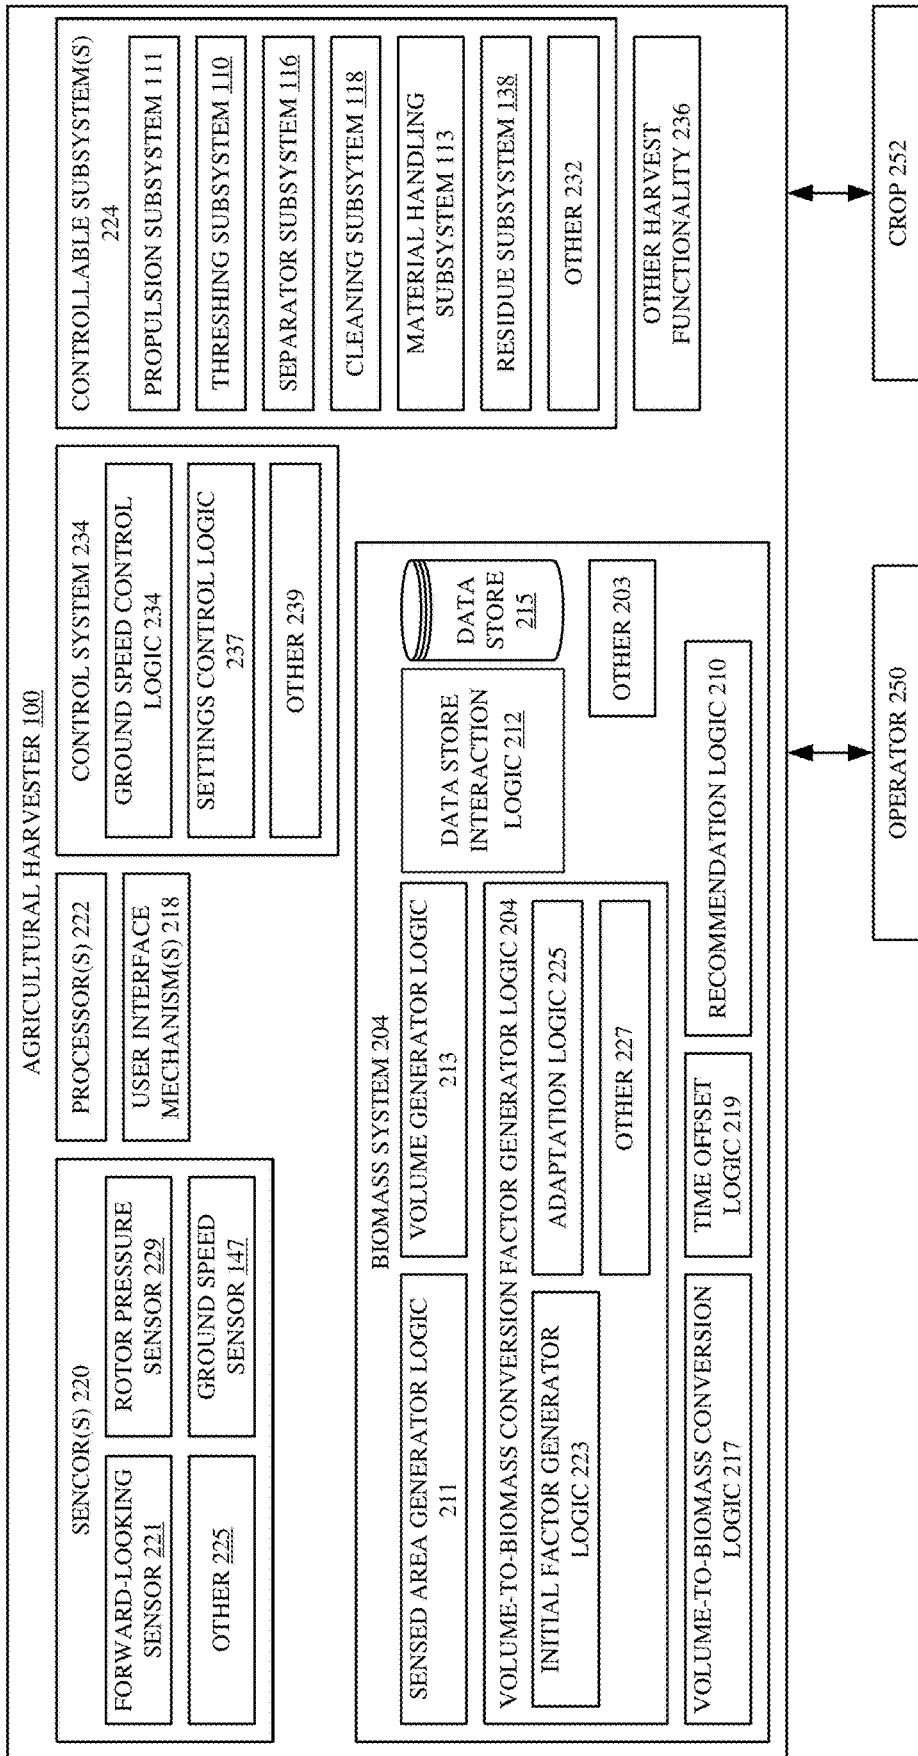 AGRICULTURAL HARVESTER 100
SENCOR(S) 220
FORWARD-LOOKING
SENSOR 221
ROTOR PRESSURE
SENSOR 229
OTHER 225
GROUND SPEED
SENSOR 147
PROCESSOR(S) 222
USER INTERFACE
MECHANISM(S) 218
CONTROL SYSTEM 234
GROUND SPEED CONTROL
LOGIC 234
SETTINGS CONTROL LOGIC
237
OTHER 239
CONTROLLABLE SUBSYSTEM(S)
224
PROPULSION SUBSYSTEM 111
THRESHING SUBSYSTEM 110
SEPARATOR SUBSYSTEM 116
CLEANING SUBSYTEM 118
MATERIAL HANDLING
SUBSYSTEM 113
RESIDUE SUBSYSTEM 138
OTHER 232
OTHER HARVEST
FUNCTIONALITY 236
BIOMASS SYSTEM 204
SENSED AREA GENERATOR LOGIC
211
VOLUME GENERATOR LOGIC
213
DATA STORE
INTERACTION
LOGIC 212
DATA
STORE
215
VOLUME-TO-BIOMASS CONVERSION FACTOR GENERATOR LOGIC 204
INITIAL FACTOR GENERATOR
LOGIC 223
ADAPTATION LOGIC 225
OTHER 227
OTHER 203
VOLUME-TO-BIOMASS CONVERSION
LOGIC 217
TIME OFFSET
LOGIC 219
RECOMMENDATION LOGIC 210
OPERATOR 250
CROP 252